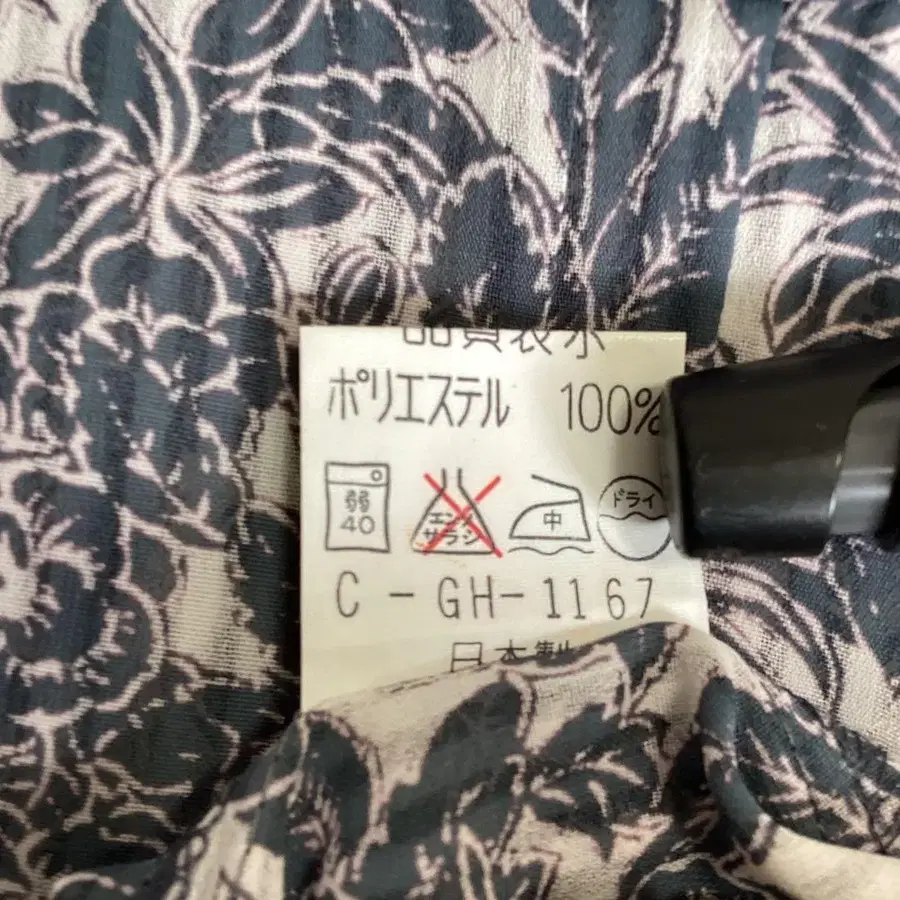 品質表示
ポリエステル 100%
弱 40
エンソ サラシ
中
ドライ
C - GH - 1167
日本製